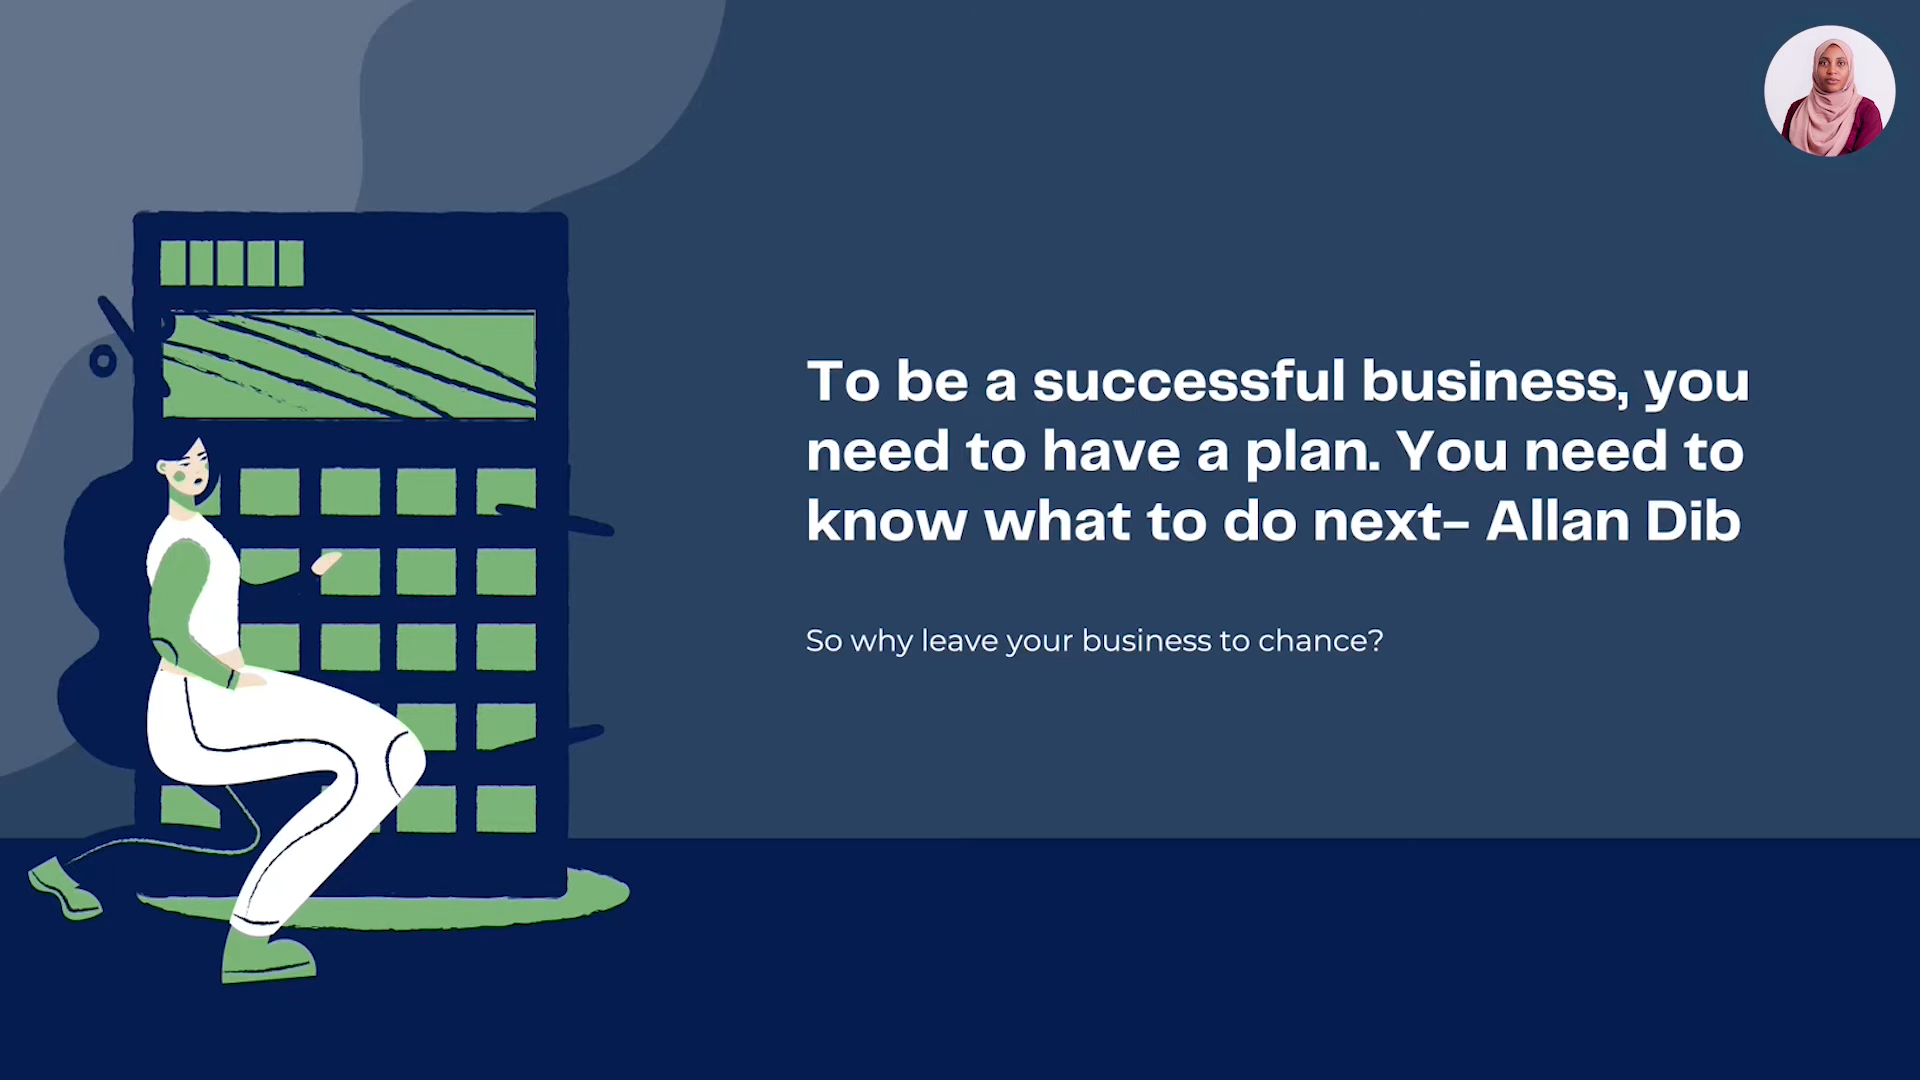 To be a successful business, you
need to have a plan. You need to
know what to do next- Allan Dib
So why leave your business to chance?